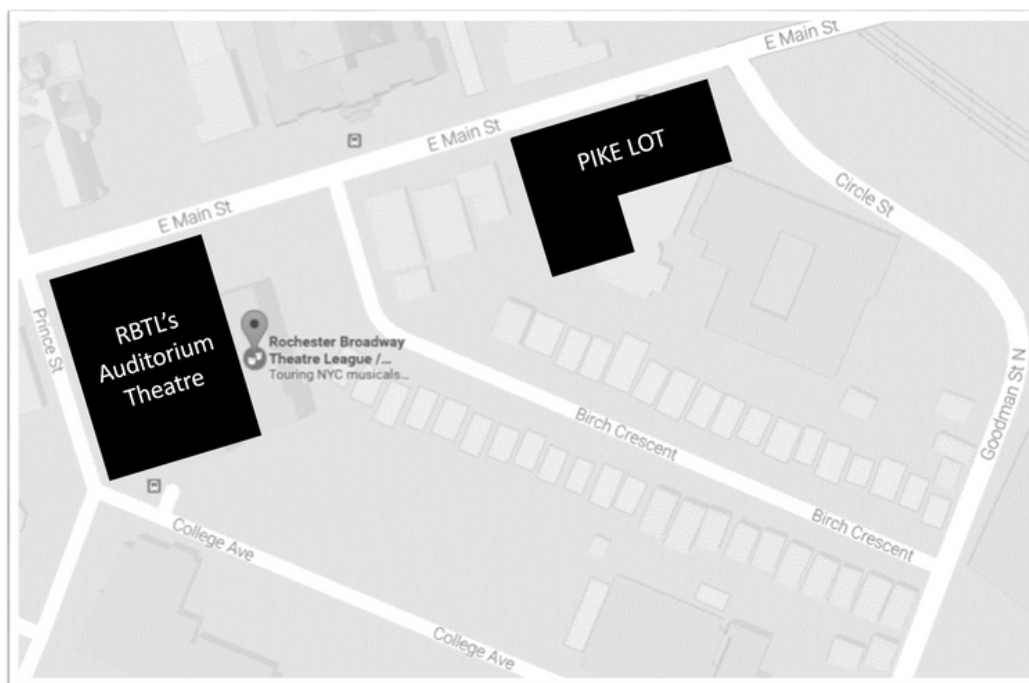 E Main St
E Main St
PIKE LOT
E Main St
Circle St
Prince St
RBTL's
Auditorium
Theatre
Rochester Broadway
Theatre League /...
Touring NYC musicals...
Goodman St N
Birch Crescent
Birch Crescent
College Ave
College Ave